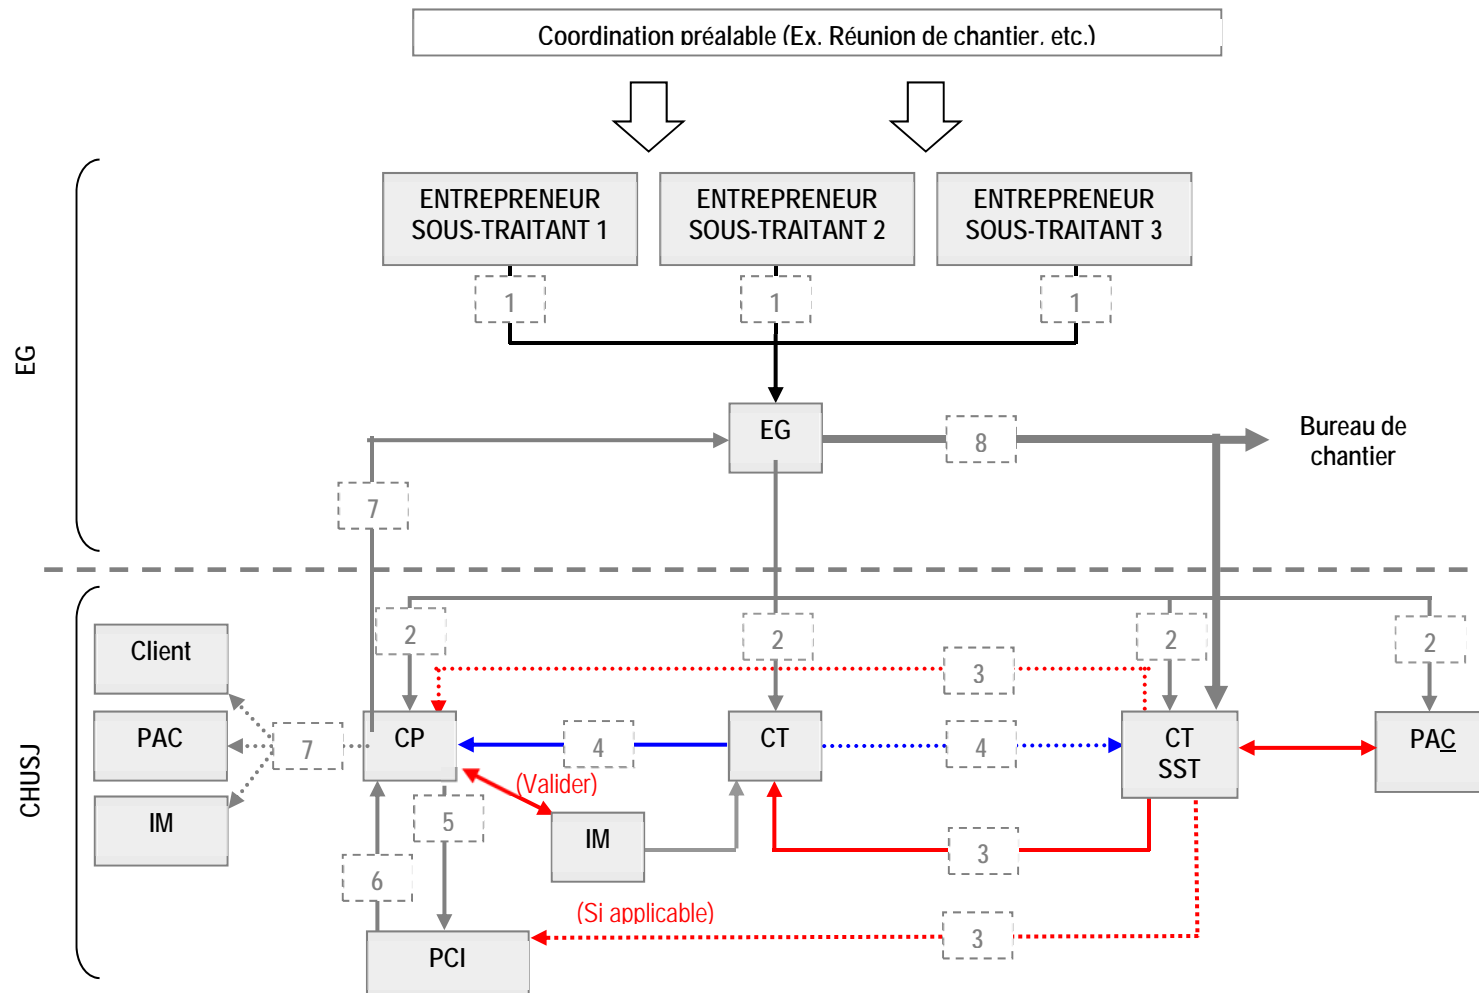 Coordination préalable (Ex. Réunion de chantier, etc.)
ENTREPRENEUR
SOUS-TRAITANT 1
ENTREPRENEUR
SOUS-TRAITANT 2
ENTREPRENEUR
SOUS-TRAITANT 3
1
1
1
EG
EG
8
Bureau de
chantier
7
2
2
2
2
CHUSJ
Client
PAC
IM
7
3
CP
4
CT
4
CT
SST
PAC
(Valider)
5
IM
3
6
(Si applicable)
3
PCI